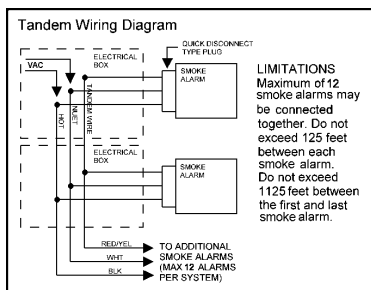 Tandem Wiring Diagram
QUICK DISCONNECT
TYPE PLUG
ELECTRICAL
BOX
VAC
SMOKE
ALARM
NUET
TANDEM WIRE
HOT
LIMITATIONS
Maximum of 12
smoke alarms may
be connected
together. Do not
exceed 125 feet
between each
smoke alarm.
Do not exceed
1125 feet between
the first and last
smoke alarm.
ELECTRICAL
BOX
SMOKE
ALARM
RED/YEL
WHT
BLK
TO ADDITIONAL
SMOKE ALARMS
(MAX 12 ALARMS
PER SYSTEM)